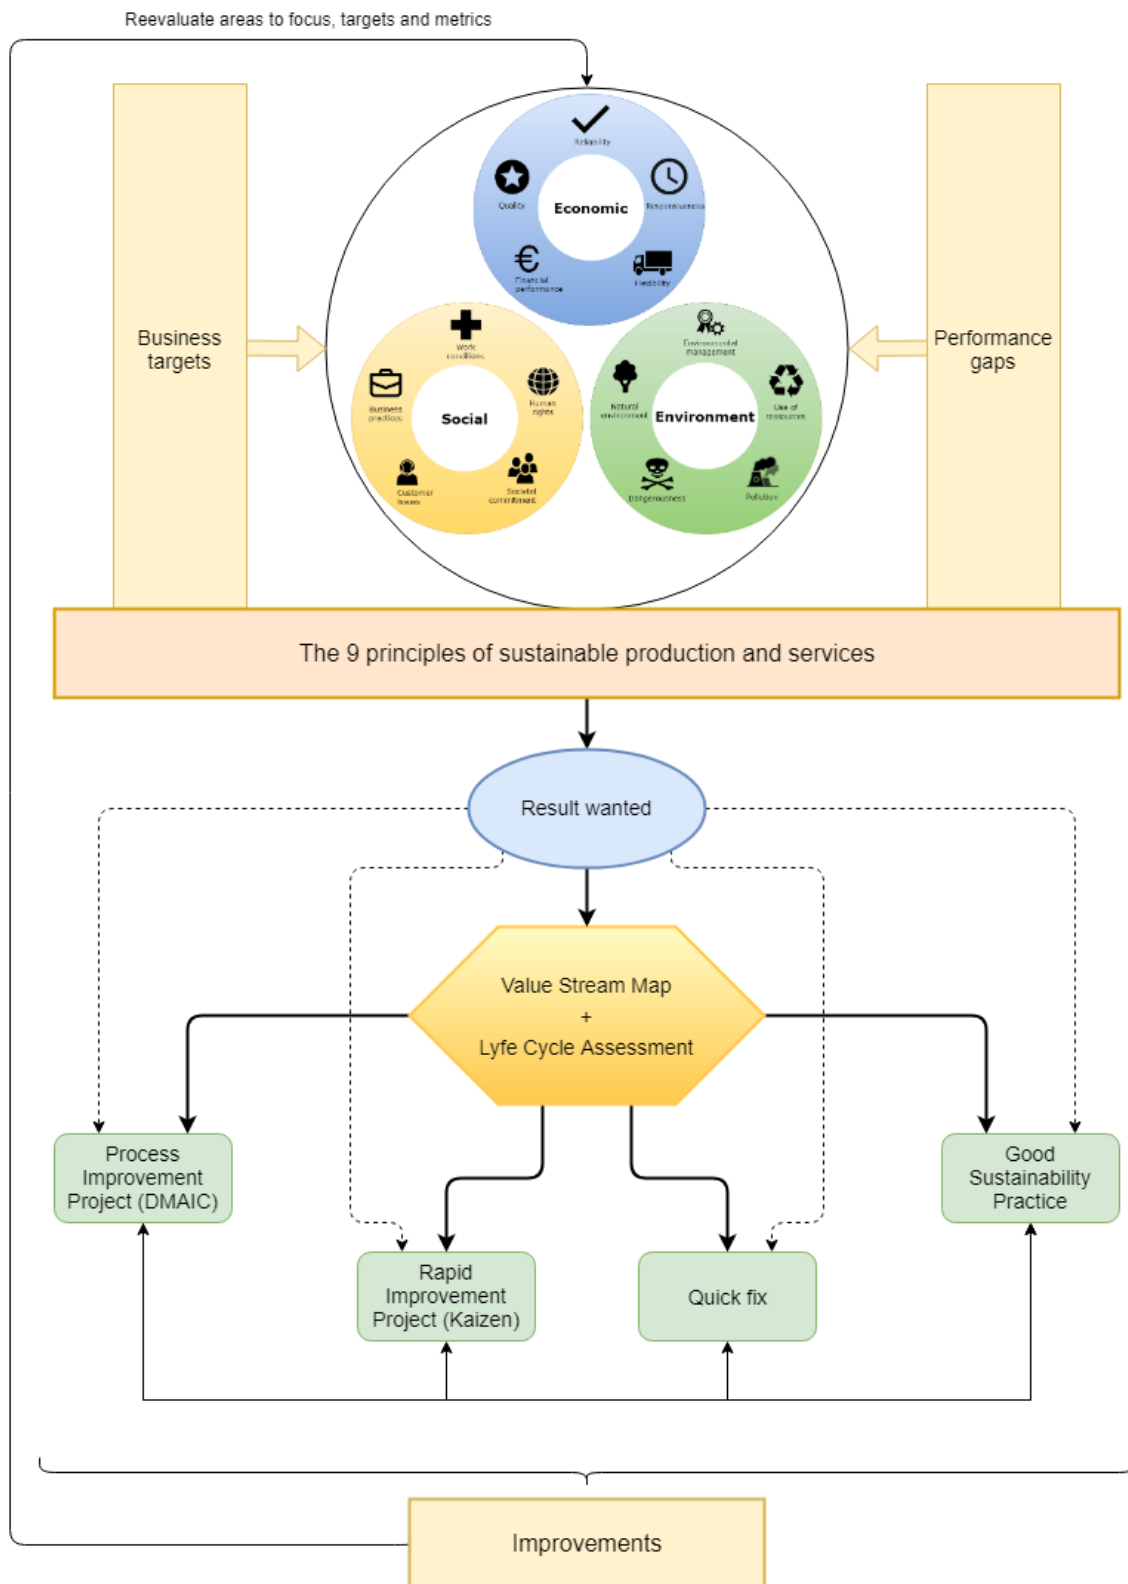 Reevaluate areas to focus, targets and metrics
Reliability
Quality
Responsiveness
Economic
Financial
performance
Flexibility
Business
targets
Performance
gaps
Work
conditions
Business
practices
Human
rights
Social
Customer
issues
Societal
commitment
Environmental
management
Natural
environment
Use of
ressources
Environment
Dangerousness
Pollution
The 9 principles of sustainable production and services
Result wanted
Value Stream Map
+
Lyfe Cycle Assessment
Process
Improvement
Project (DMAIC)
Good
Sustainability
Practice
Rapid
Improvement
Project (Kaizen)
Quick fix
Improvements